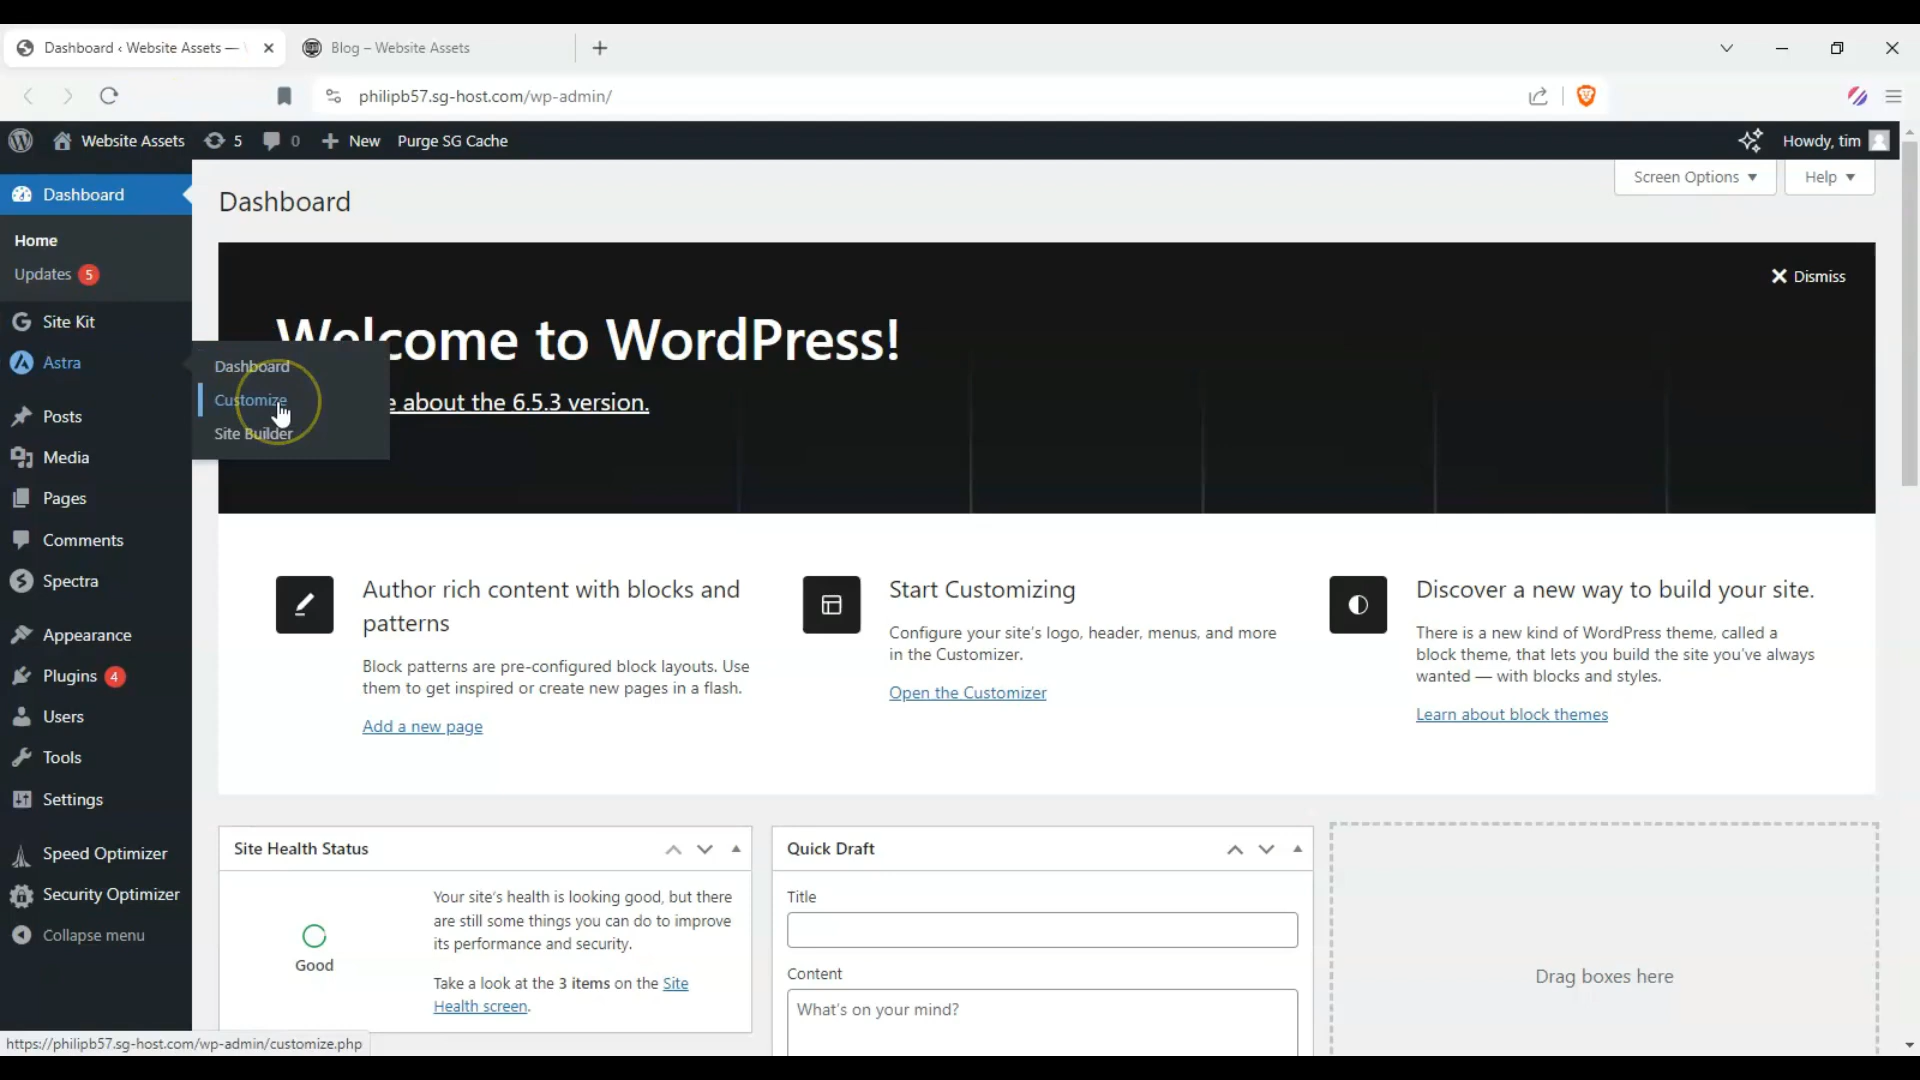 Dashboard ‹ Website Assets —
Blog – Website Assets
philipb57.sg-host.com/wp-admin/
Website Assets
5
0
New
Purge SG Cache
Howdy, tim
Dashboard
Home
Updates 5
Site Kit
Astra
Posts
Media
Pages
Comments
Spectra
Appearance
Plugins 4
Users
Tools
Settings
Speed Optimizer
Security Optimizer
Collapse menu
Dashboard
Customize
Site Builder
Screen Options
Help
Dashboard
Dismiss
Welcome to WordPress!
about the 6.5.3 version.
Author rich content with blocks and
patterns
Block patterns are pre-configured block layouts. Use
them to get inspired or create new pages in a flash.
Add a new page
Start Customizing
Configure your site's logo, header, menus, and more
in the Customizer.
Open the Customizer
Discover a new way to build your site.
There is a new kind of WordPress theme, called a
block theme, that lets you build the site you've always
wanted — with blocks and styles.
Learn about block themes
Site Health Status
Good
Your site's health is looking good, but there
are still some things you can do to improve
its performance and security.
Take a look at the 3 items on the Site
Health screen.
Quick Draft
Title
Content
What's on your mind?
Drag boxes here
https://philipb57.sg-host.com/wp-admin/customize.php